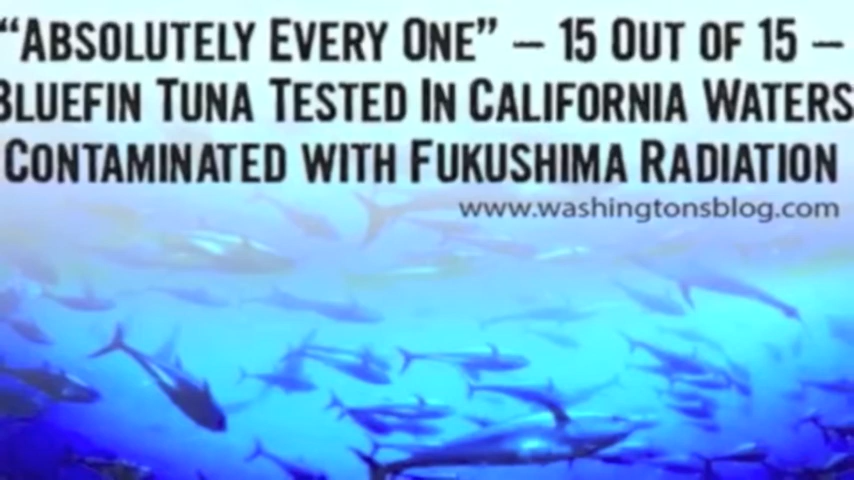 “Absolutely Every One” – 15 Out of 15 –
Bluefin Tuna Tested In California Waters
Contaminated with Fukushima Radiation
www.washingtonsblog.com